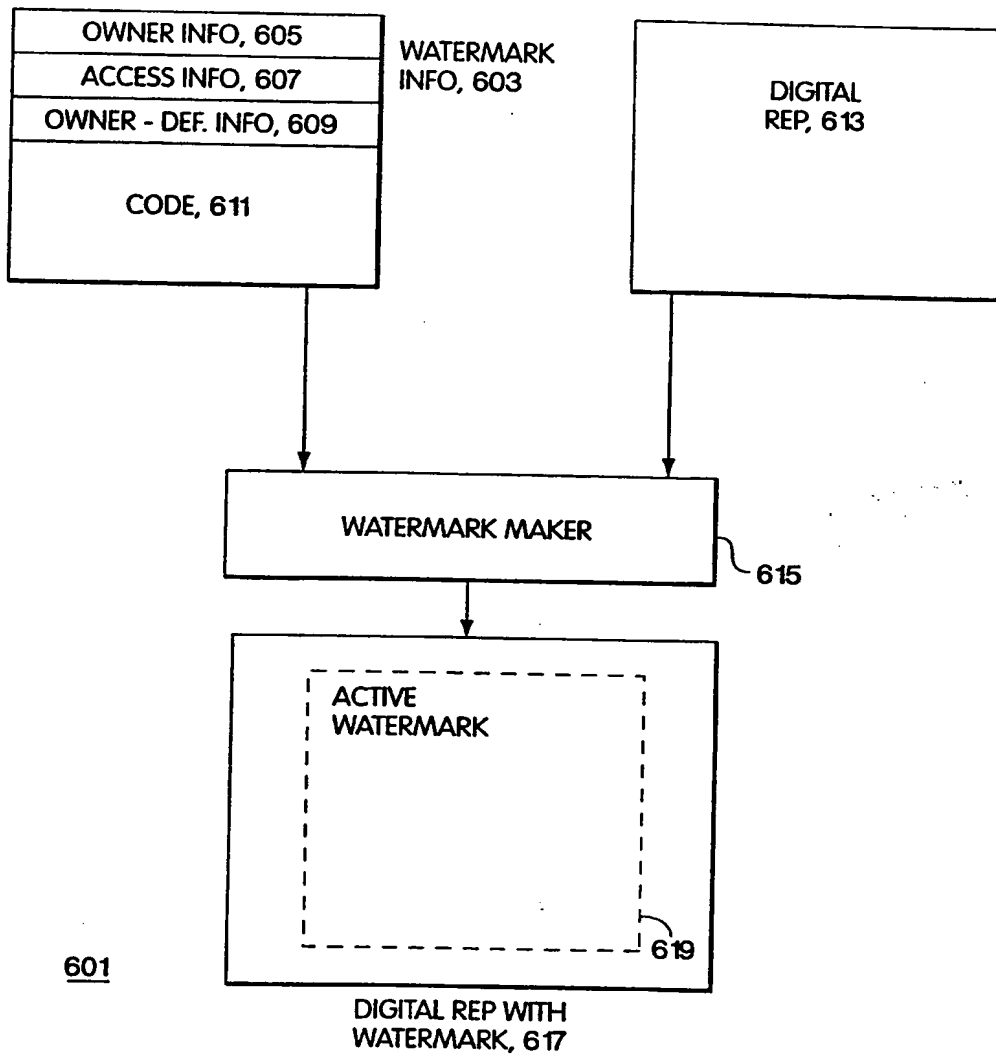 OWNER INFO, 605
ACCESS INFO, 607
OWNER - DEF. INFO, 609
CODE, 611
WATERMARK
INFO, 603
DIGITAL
REP, 613
WATERMARK MAKER
615
ACTIVE
WATERMARK
619
601
DIGITAL REP WITH
WATERMARK, 617